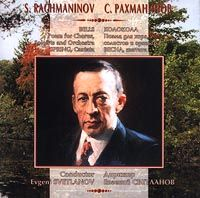 S. RACHMANINOV С. РАХМАНИНОВ
BELLS КОЛОКОЛА
Poem for Chorus, Поэма для хора,
and Orchestra солистов и
SPRING, Cantata ВЕСНА, кантата
Conductor Дирижер
Evgeni SVETLANOV Евгений СВЕТЛАНОВ